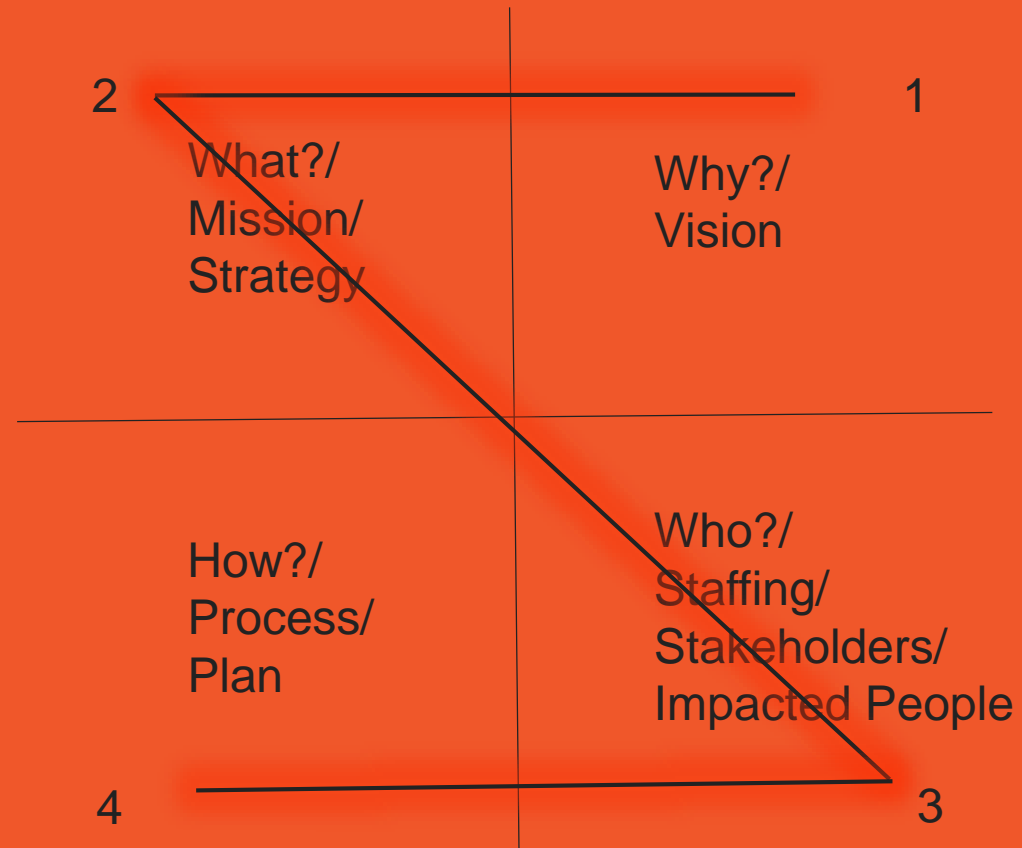 2
1
What?/
Mission/
Strategy
Why?/
Vision
How?/
Process/
Plan
Who?/
Staffing/
Stakeholders/
Impacted People
4
3